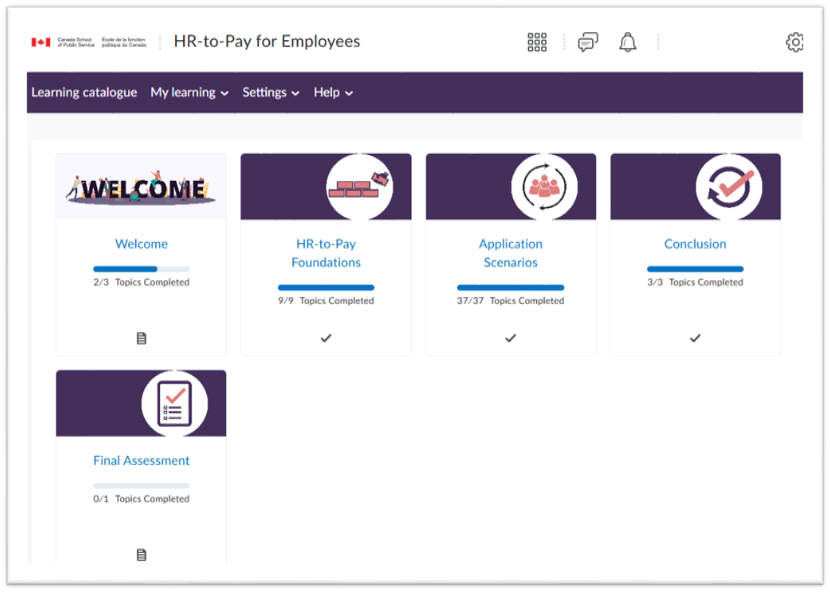 Canada School École de la fonction
of Public Service publique du Canada
HR-to-Pay for Employees
Learning catalogue My learning Settings Help
WELCOME
Welcome
2/3 Topics Completed
HR-to-Pay
Foundations
9/9 Topics Completed
Application
Scenarios
37/37 Topics Completed
Conclusion
3/3 Topics Completed
Final Assessment
0/1 Topics Completed